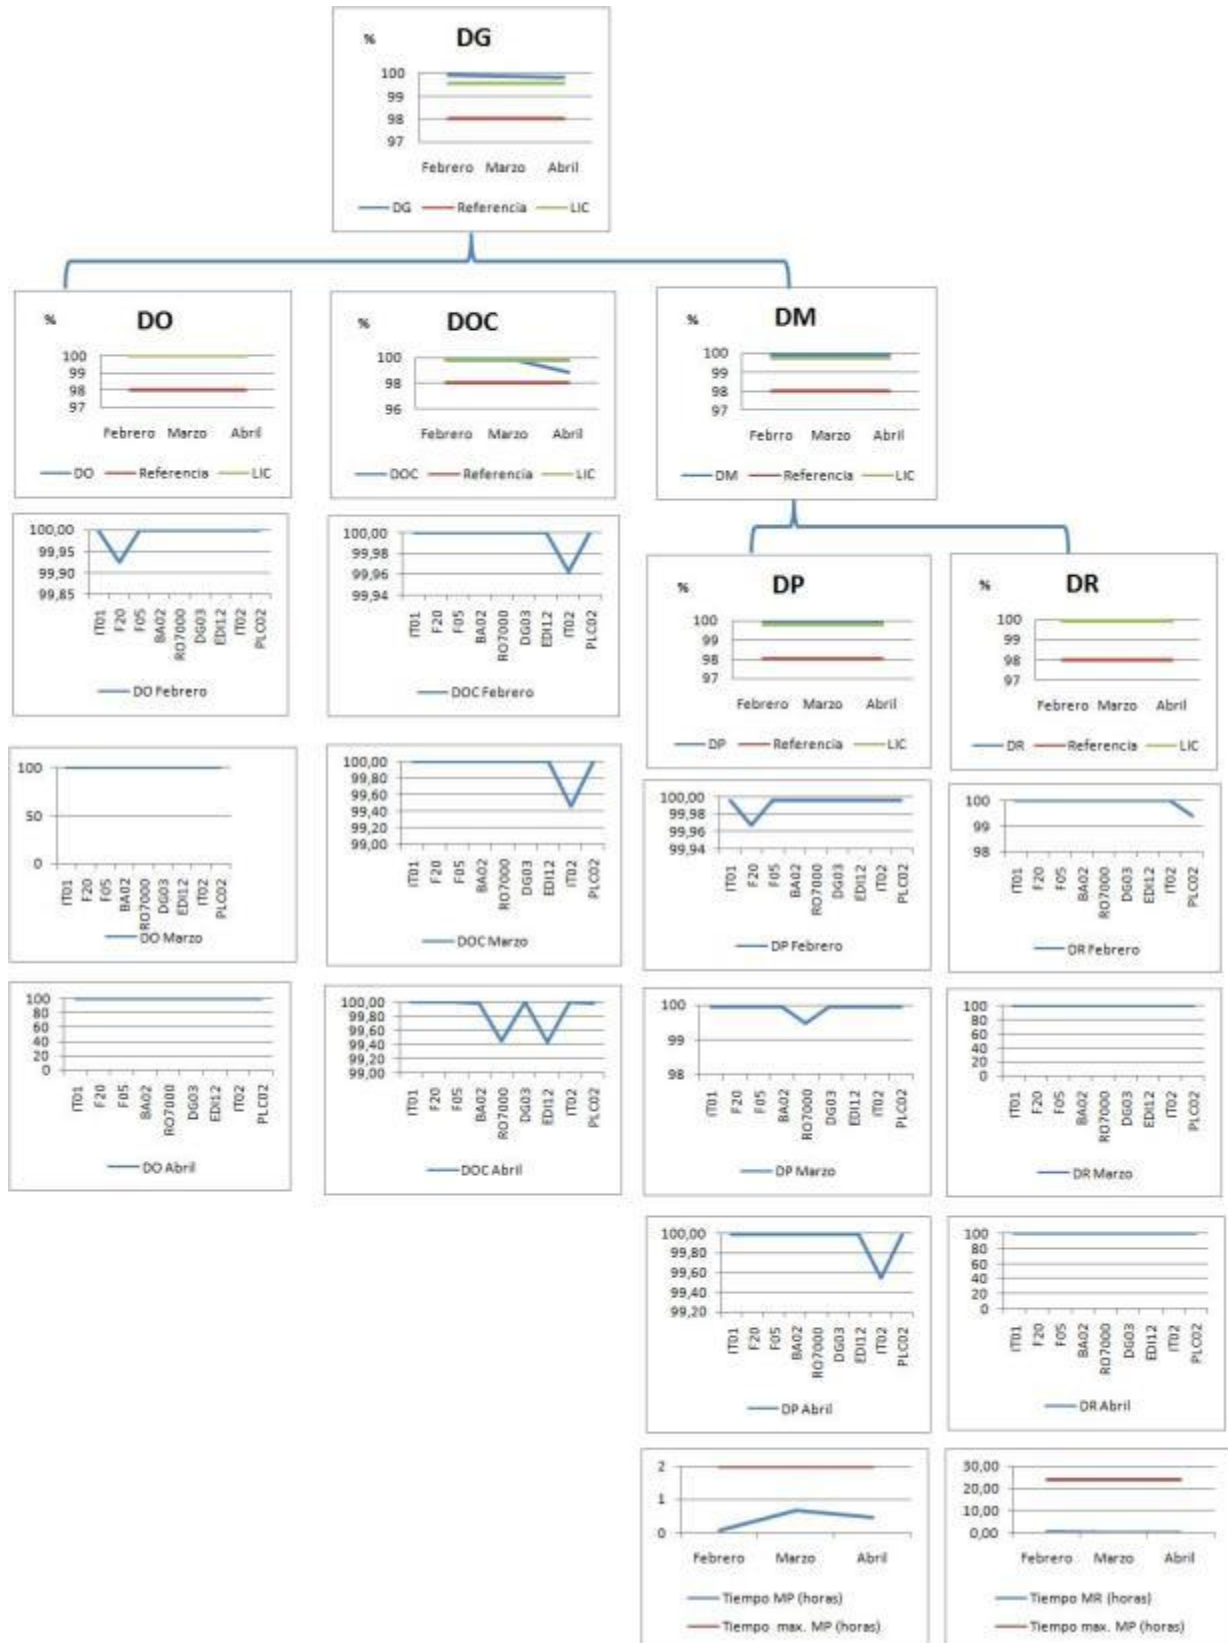 % DG
100
99
98
97
Febrero Marzo Abril
DG Referencia LIC
% DO
100
99
98
97
Febrero Marzo Abril
DO Referencia LIC
% DOC
100
98
96
Febrero Marzo Abril
DOC Referencia LIC
% DM
100
99
98
97
Febrro Marzo Abril
DM Referencia LIC
100,00
99,95
99,90
99,85
IT01 F20 F05 BA02 RO7000 DG03 EDI12 IT02 PLC02
DO Febrero
100,00
99,98
99,96
99,94
IT01 F20 F05 BA02 RO7000 DG03 EDI12 IT02 PLC02
DOC Febrero
% DP
100
99
98
97
Febrero Marzo Abril
DP Referencia LIC
% DR
100
99
98
97
Febrero Marzo Abril
DR Referencia LIC
100
50
0
IT01 F20 F05 BA02 RO7000 DG03 EDI12 IT02 PLC02
DO Marzo
100,00
99,80
99,60
99,40
99,20
99,00
IT01 F20 F05 BA02 RO7000 DG03 EDI12 IT02 PLC02
DOC Marzo
100,00
99,98
99,96
99,94
IT01 F20 F05 BA02 RO7000 DG03 EDI12 IT02 PLC02
DP Febrero
100
99
98
IT01 F20 F05 BA02 RO7000 DG03 EDI12 IT02 PLC02
DR Febrero
100
80
60
40
20
0
IT01 F20 F05 BA02 RO7000 DG03 EDI12 IT02 PLC02
DO Abril
100,00
99,80
99,60
99,40
99,20
99,00
IT01 F20 F05 BA02 RO7000 DG03 EDI12 IT02 PLC02
DOC Abril
100
99
98
IT01 F20 F05 BA02 RO7000 DG03 EDI12 IT02 PLC02
DP Marzo
100
80
60
40
20
0
IT01 F20 F05 BA02 RO7000 DG03 EDI12 IT02 PLC02
DR Marzo
100,00
99,80
99,60
99,40
99,20
IT01 F20 F05 BA02 RO7000 DG03 EDI12 IT02 PLC02
DP Abril
100
80
60
40
20
0
IT01 F20 F05 BA02 RO7000 DG03 EDI12 IT02 PLC02
DR Abril
2
1
0
Febrero Marzo Abril
Tiempo MP (horas)
Tiempo max. MP (horas)
30,00
20,00
10,00
0,00
Febrero Marzo Abril
Tiempo MR (horas)
Tiempo max. MP (horas)